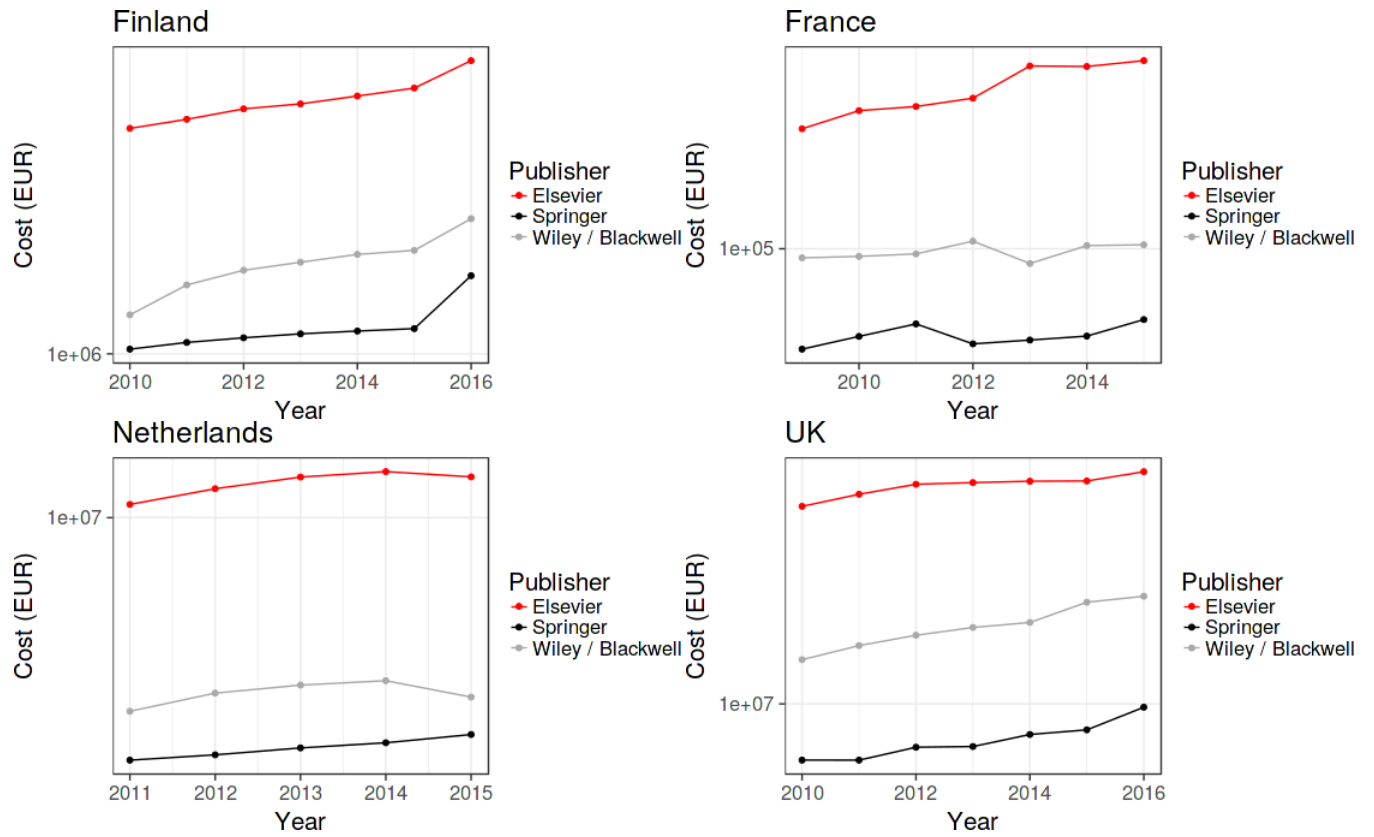 Finland
Cost (EUR)
1e+06
2010 2012 2014 2016
Year
Publisher
Elsevier
Springer
Wiley / Blackwell
France
Cost (EUR)
1e+05
2010 2012 2014
Year
Publisher
Elsevier
Springer
Wiley / Blackwell
Netherlands
Cost (EUR)
1e+07
2011 2012 2013 2014 2015
Year
Publisher
Elsevier
Springer
Wiley / Blackwell
UK
Cost (EUR)
1e+07
2010 2012 2014 2016
Year
Publisher
Elsevier
Springer
Wiley / Blackwell